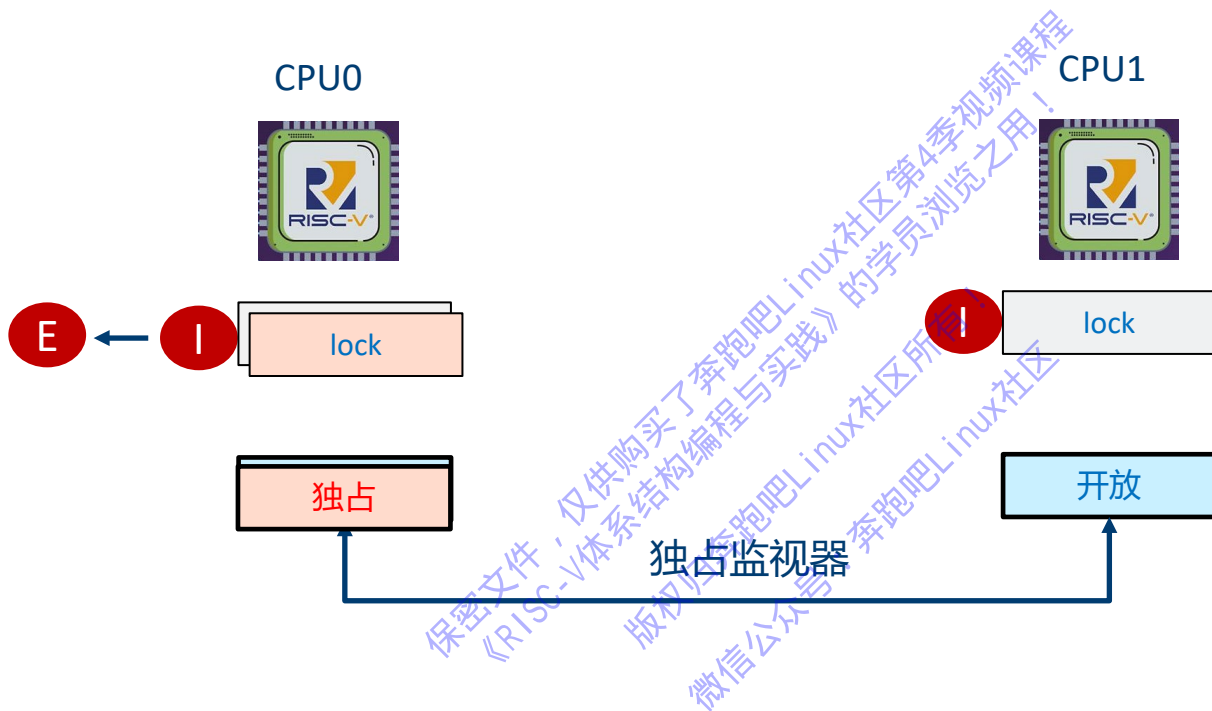 CPU0
CPU1
RISC-V®
RISC-V®
E
I
lock
I
lock
独占
开放
独占监视器
保密文件，仅供购买了奔跑吧Linux社区第4季视频课程
《RISC-V体系结构编程与实践》的学员浏览之用！
版权归奔跑吧Linux社区所有！
微信公众号：奔跑吧Linux社区